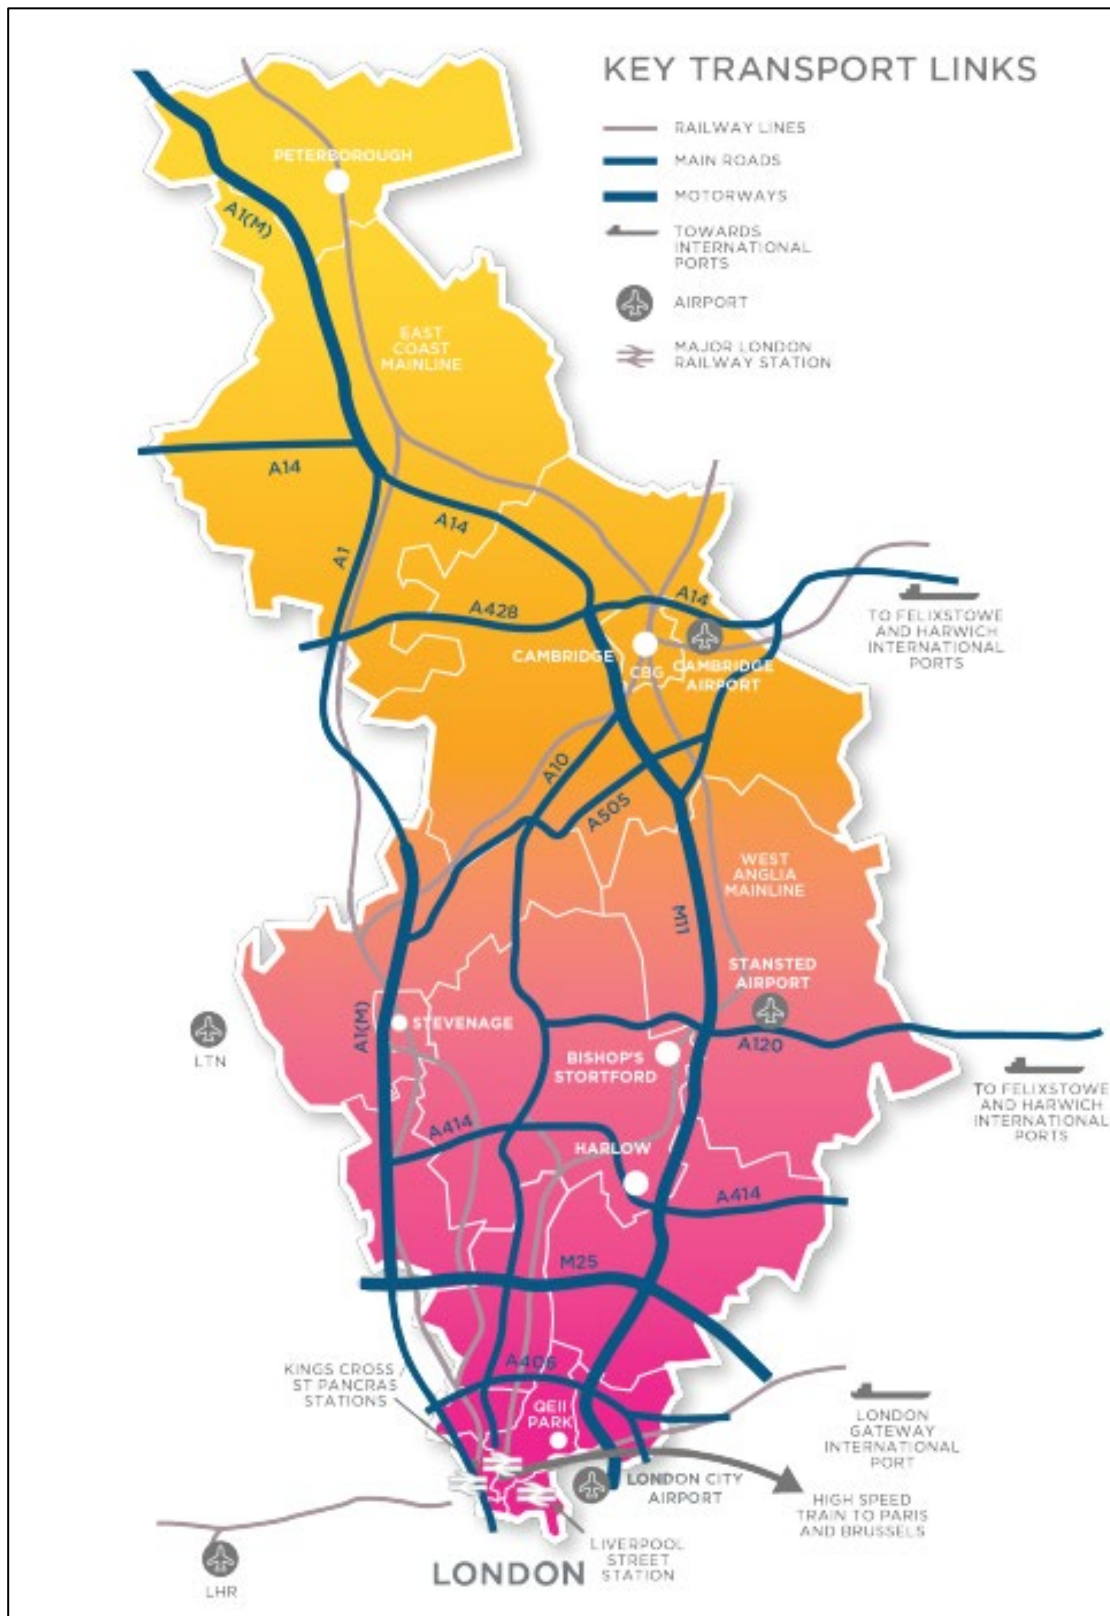 KEY TRANSPORT LINKS
RAILWAY LINES
MAIN ROADS
MOTORWAYS
TOWARDS
INTERNATIONAL
PORTS
AIRPORT
MAJOR LONDON
RAILWAY STATION
PETERBOROUGH
A1(M)
EAST
COAST
MAINLINE
A14
A14
A1
A428
A14
TO FELIXSTOWE
AND HARWICH
INTERNATIONAL
PORTS
CAMBRIDGE
CBG
CAMBRIDGE
AIRPORT
A10
A505
WEST
ANGLIA
MAINLINE
M11
STANSTED
AIRPORT
A1(M)
STEVENAGE
LTN
A120
BISHOP'S
STORTFORD
TO FELIXSTOWE
AND HARWICH
INTERNATIONAL
PORTS
A414
HARLOW
A414
M25
KINGS CROSS /
ST PANCRAS
STATIONS
A406
QEII
PARK
LONDON
GATEWAY
INTERNATIONAL
PORT
LONDON CITY
AIRPORT
HIGH SPEED
TRAIN TO PARIS
AND BRUSSELS
LIVERPOOL
STREET
STATION
LONDON
LHR